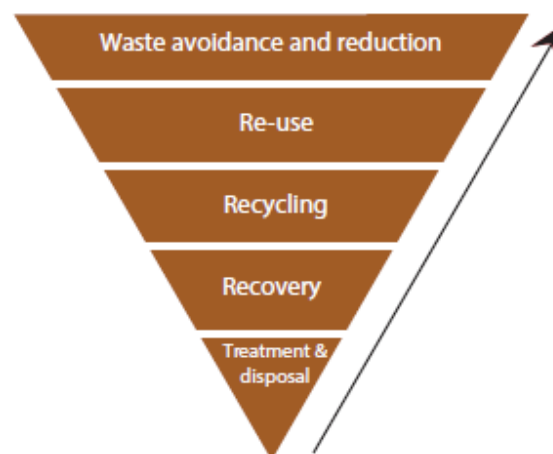 Waste avoidance and reduction
Re-use
Recycling
Recovery
Treatment &
disposal